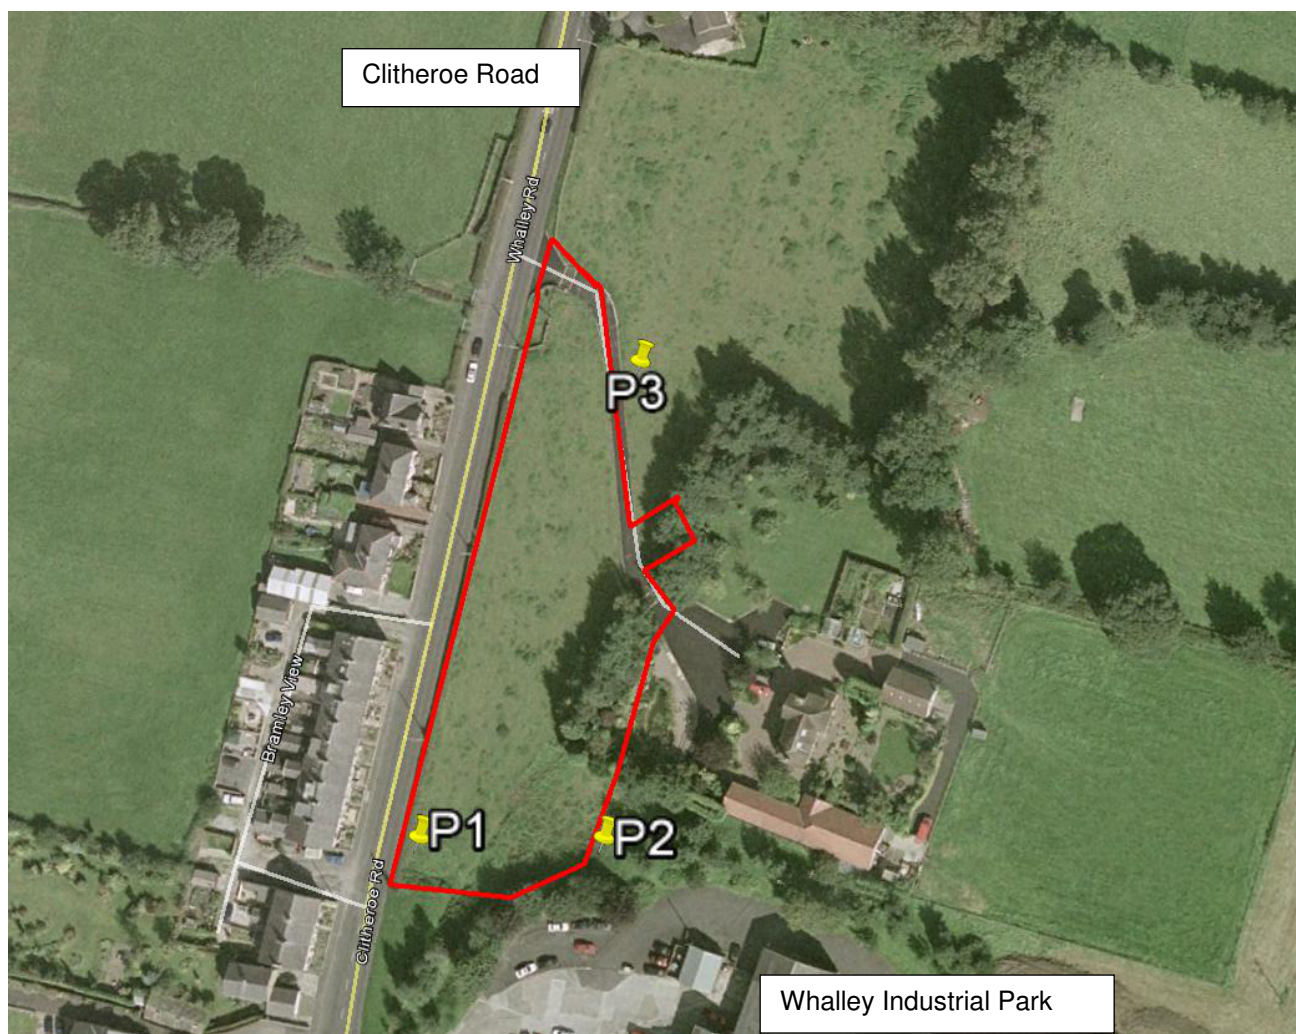 Clitheroe Road
Whalley Rd
P3
Bramley View
P1
P2
Clitheroe Rd
Whalley Industrial Park